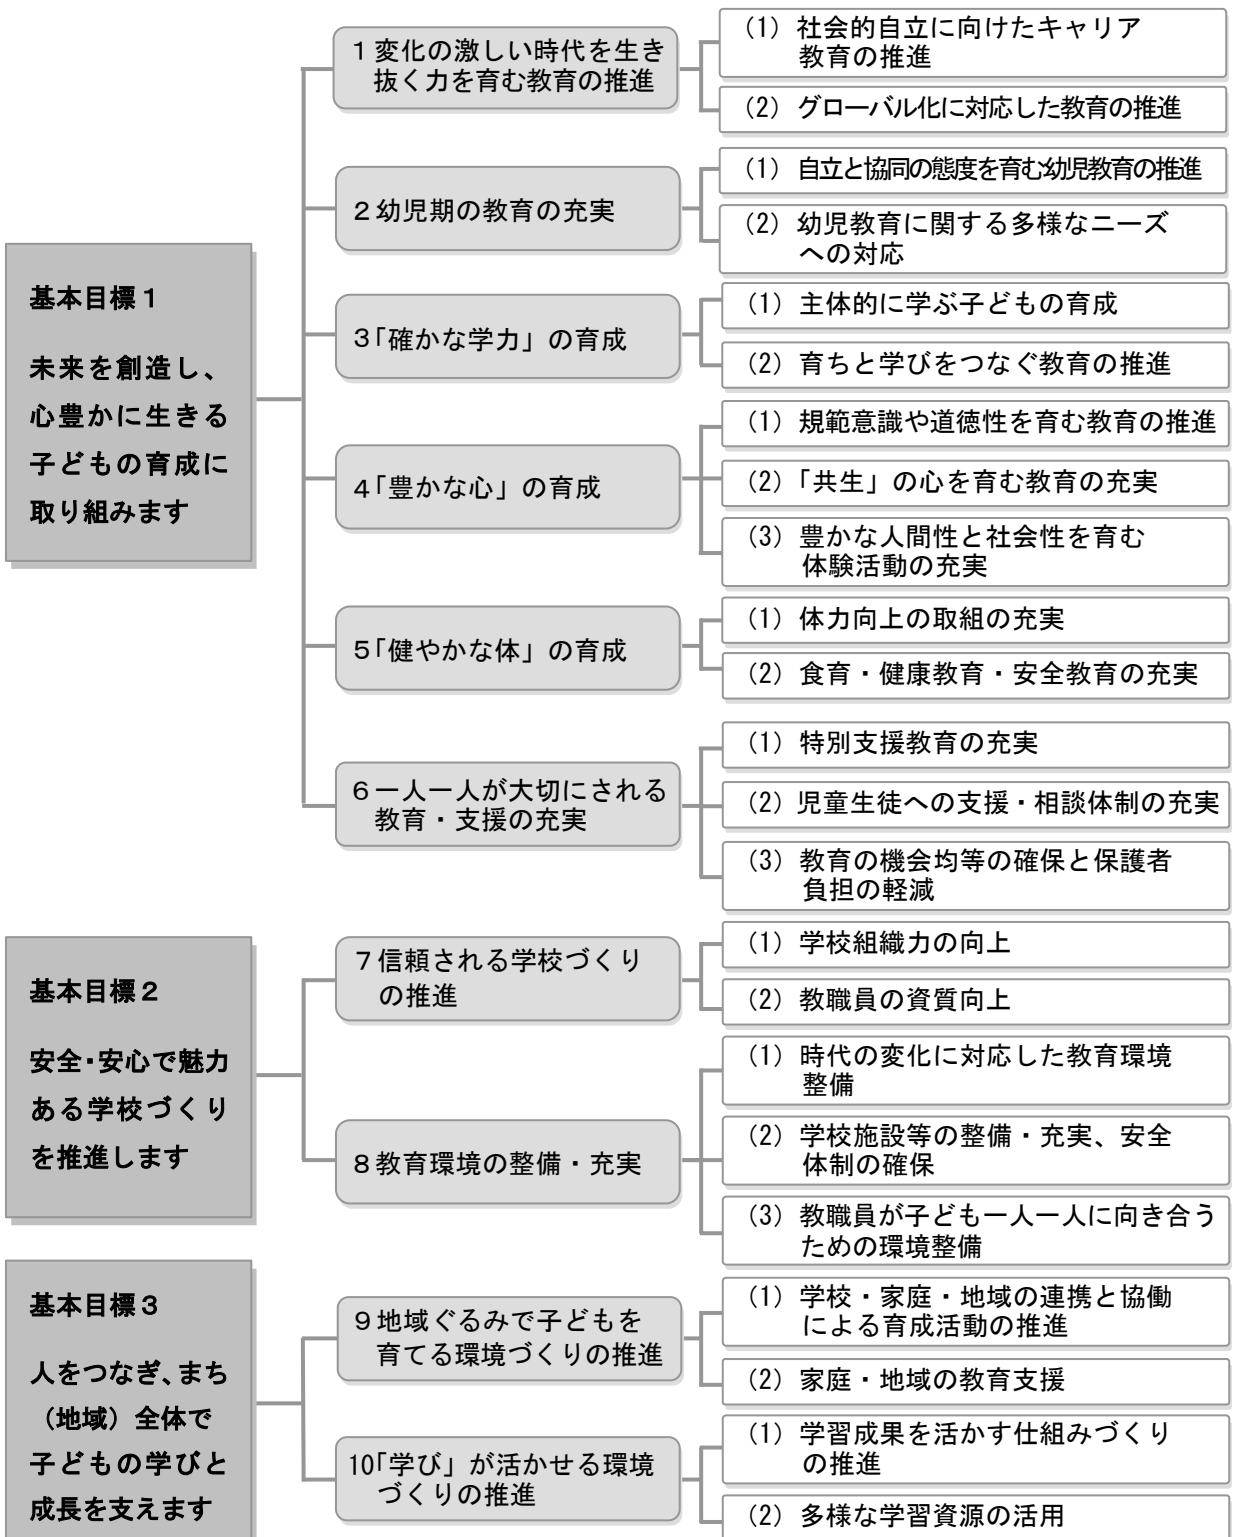 基本目標１
未来を創造し、
心豊かに生きる
子どもの育成に
取り組みます
１変化の激しい時代を生き
抜く力を育む教育の推進
(1) 社会的自立に向けたキャリア
教育の推進
(2) グローバル化に対応した教育の推進
２幼児期の教育の充実
(1) 自立と協同の態度を育む幼児教育の推進
(2) 幼児教育に関する多様なニーズ
への対応
３「確かな学力」の育成
(1) 主体的に学ぶ子どもの育成
(2) 育ちと学びをつなぐ教育の推進
４「豊かな心」の育成
(1) 規範意識や道徳性を育む教育の推進
(2)「共生」の心を育む教育の充実
(3) 豊かな人間性と社会性を育む
体験活動の充実
５「健やかな体」の育成
(1) 体力向上の取組の充実
(2) 食育・健康教育・安全教育の充実
６一人一人が大切にされる
教育・支援の充実
(1) 特別支援教育の充実
(2) 児童生徒への支援・相談体制の充実
(3) 教育の機会均等の確保と保護者
負担の軽減
基本目標２
安全・安心で魅力
ある学校づくり
を推進します
７信頼される学校づくり
の推進
(1) 学校組織力の向上
(2) 教職員の資質向上
８教育環境の整備・充実
(1) 時代の変化に対応した教育環境
整備
(2) 学校施設等の整備・充実、安全
体制の確保
(3) 教職員が子ども一人一人に向き合う
ための環境整備
基本目標３
人をつなぎ、まち
（地域）全体で
子どもの学びと
成長を支えます
９地域ぐるみで子どもを
育てる環境づくりの推進
(1) 学校・家庭・地域の連携と協働
による育成活動の推進
(2) 家庭・地域の教育支援
10「学び」が活かせる環境
づくりの推進
(1) 学習成果を活かす仕組みづくり
の推進
(2) 多様な学習資源の活用